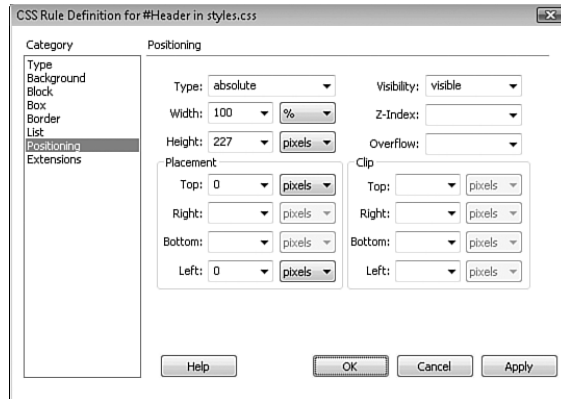 CSS Rule Definition for #Header in styles.css
Category
Type
Background
Block
Box
Border
List
Positioning
Extensions
Positioning
Type: absolute
Visibility: visible
Width: 100 %
Z-Index:
Height: 227 pixels
Overflow:
Placement
Top: 0 pixels
Right: pixels
Bottom: pixels
Left: 0 pixels
Clip
Top: pixels
Right: pixels
Bottom: pixels
Left: pixels
Help
OK
Cancel
Apply